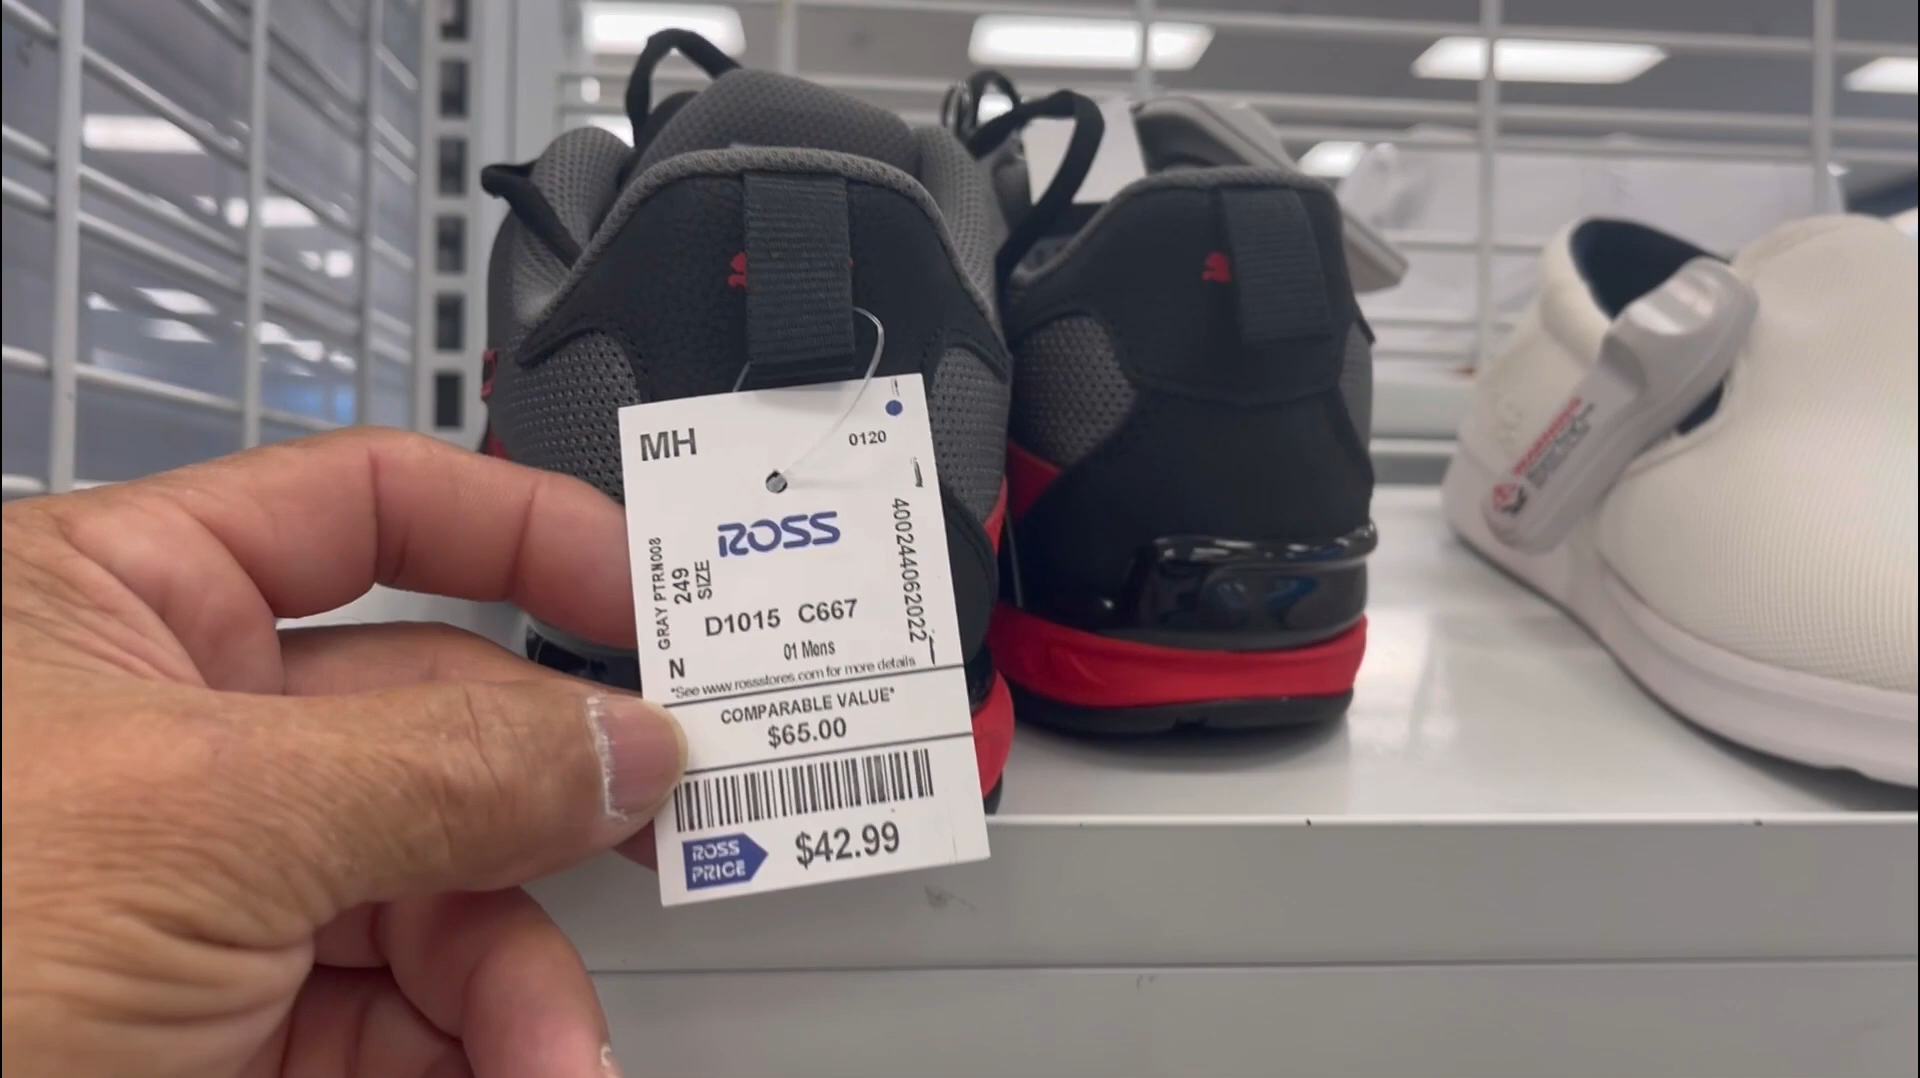 MH
0120
ROSS
400244062022
GRAY PTRN008
249
SIZE
D1015 C667
01 Mens
N
*See www.rossstores.com for more details
COMPARABLE VALUE*
$65.00
ROSS
PRICE
$42.99